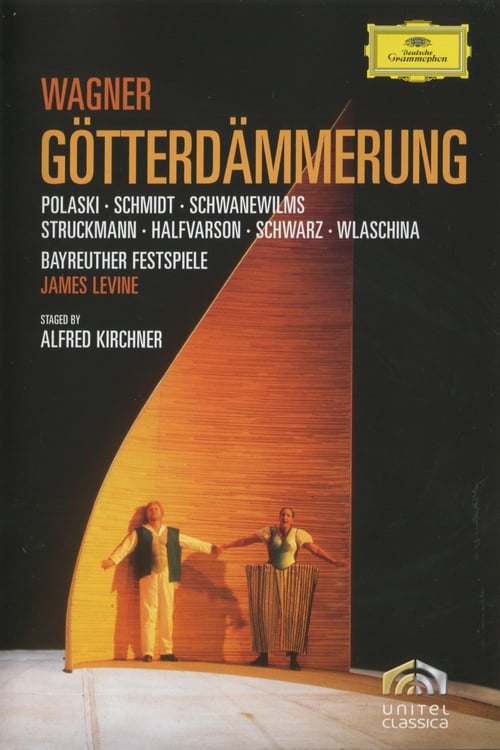 Deutsche
Grammophon
WAGNER
GÖTTERDÄMMERUNG
POLASKI · SCHMIDT · SCHWANEWILMS
STRUCKMANN · HALFVARSON · SCHWARZ · WLASCHINA
BAYREUTHER FESTSPIELE
JAMES LEVINE
STAGED BY
ALFRED KIRCHNER
UNITEL
CLASSICA